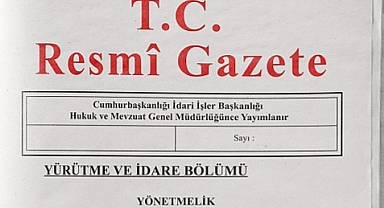 T.C.
Resmî Gazete
Cumhurbaşkanlığı İdari İşler Başkanlığı
Hukuk ve Mevzuat Genel Müdürlüğünce Yayımlanır
Sayı :
YÜRÜTME VE İDARE BÖLÜMÜ
YÖNETMELİK